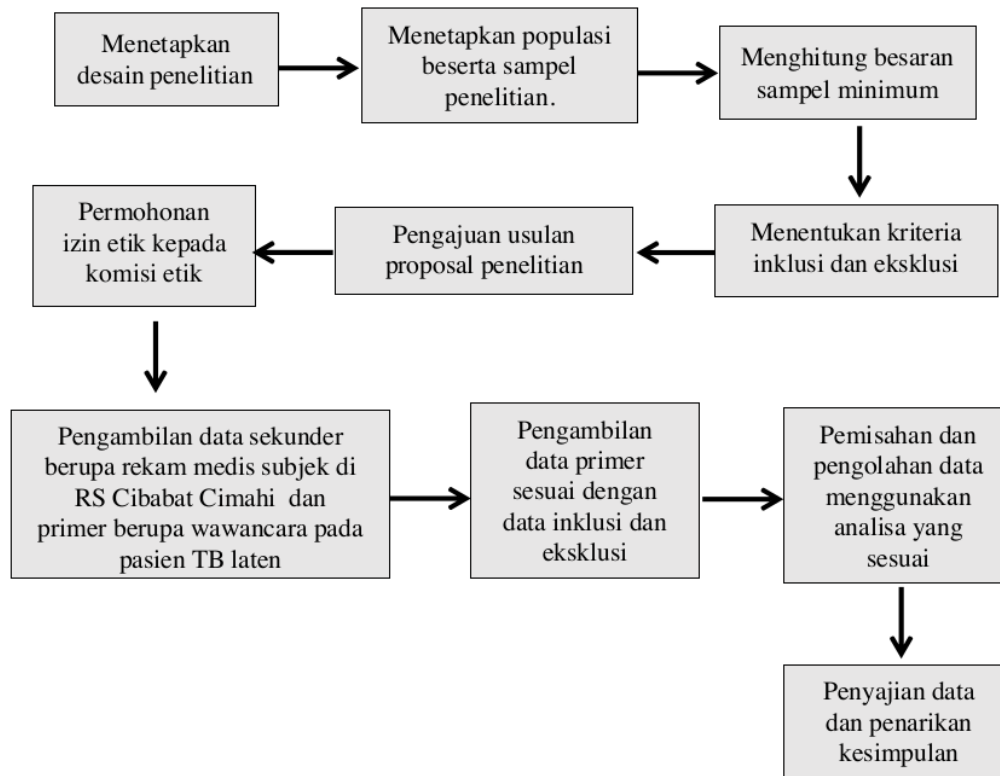 Menetapkan
desain penelitian
Menetapkan populasi
beserta sampel
penelitian.
Menghitung besaran
sampel minimum
Menentukan kriteria
inklusi dan eksklusi
Pengajuan usulan
proposal penelitian
Permohonan
izin etik kepada
komisi etik
Pengambilan data sekunder
berupa rekam medis subjek di
RS Cibabat Cimahi dan
primer berupa wawancara pada
pasien TB laten
Pengambilan
data primer
sesuai dengan
data inklusi dan
eksklusi
Pemisahan dan
pengolahan data
menggunakan
analisa yang
sesuai
Penyajian data
dan penarikan
kesimpulan